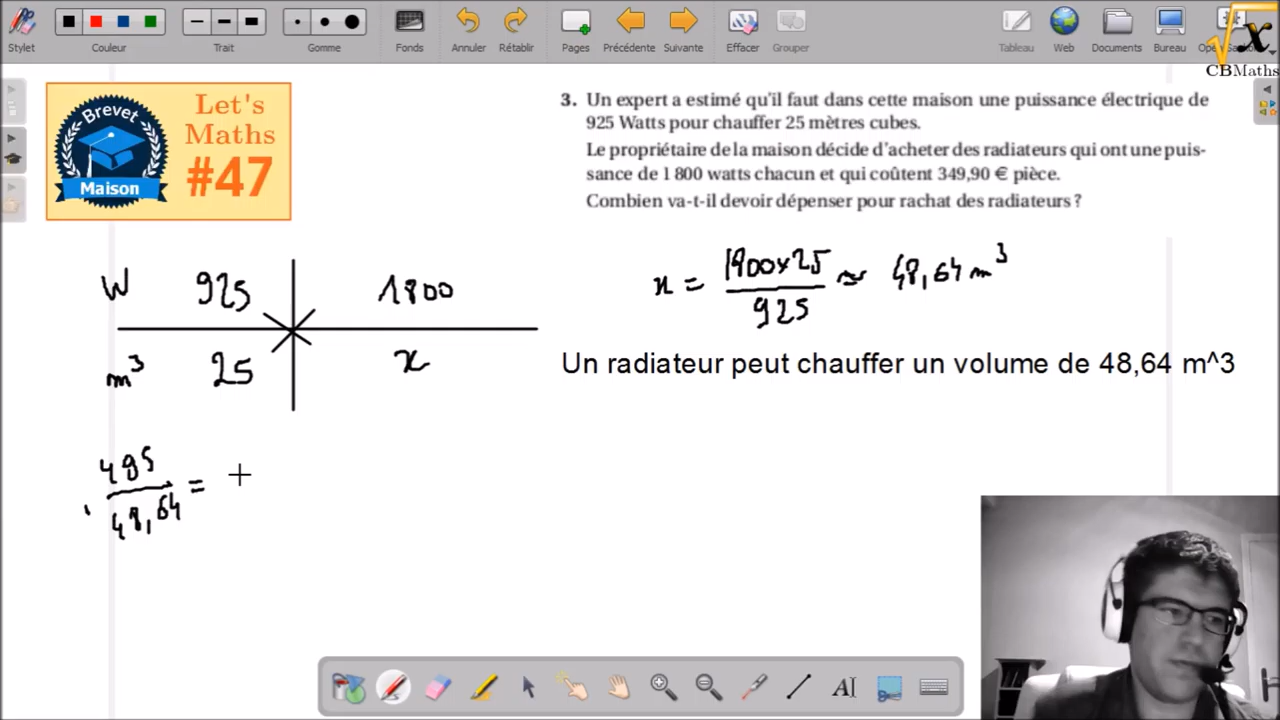 Stylet
Couleur
Trait
Gomme
Fonds
Annuler
Rétablir
Pages
Précédente
Suivante
Effacer
Grouper
Tableau
Web
Documents
Bureau
CBMaths
Brevet
Maison
Let's
Maths
#47
3. Un expert a estimé qu'il faut dans cette maison une puissance électrique de
925 Watts pour chauffer 25 mètres cubes.
Le propriétaire de la maison décide d'acheter des radiateurs qui ont une puis-
sance de 1 800 watts chacun et qui coûtent 349,90 € pièce.
Combien va-t-il devoir dépenser pour rachat des radiateurs ?
W 925 1800
m³ 25 x
x = 1800x25 / 925 ≈ 48,64 m³
Un radiateur peut chauffer un volume de 48,64 m^3
485 / 48,64 =
AI